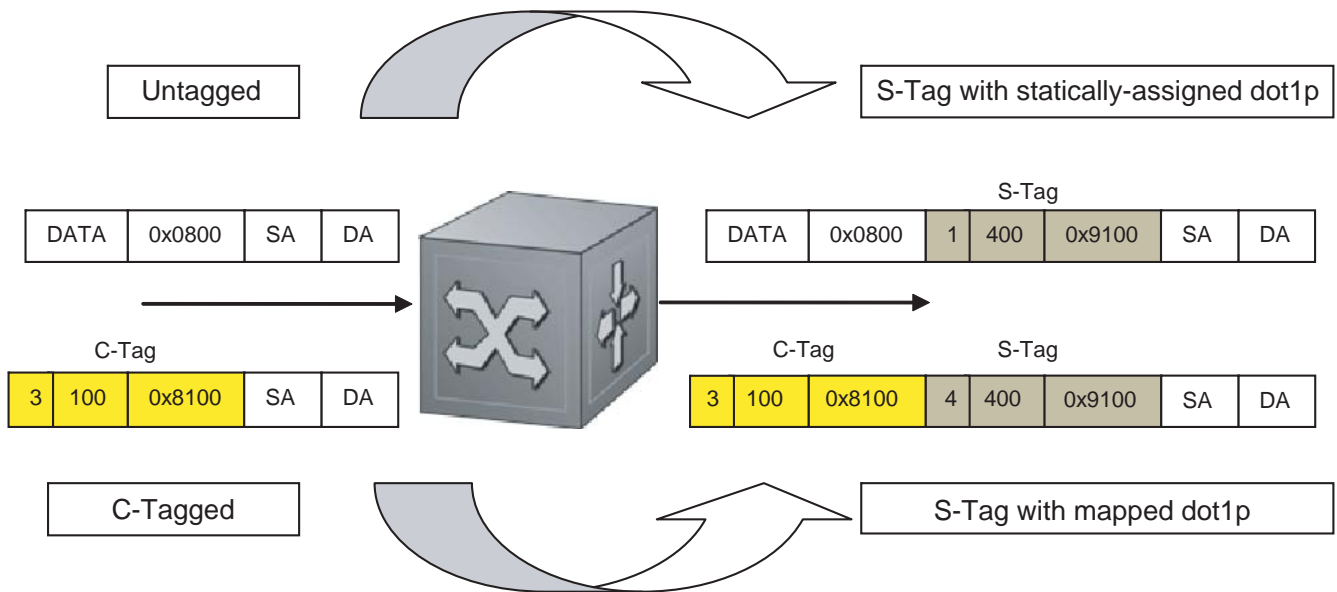 Untagged
S-Tag with statically-assigned dot1p
S-Tag
DATA 0x0800 SA DA
DATA 0x0800 1 400 0x9100 SA DA
C-Tag
C-Tag S-Tag
3 100 0x8100 SA DA
3 100 0x8100 4 400 0x9100 SA DA
C-Tagged
S-Tag with mapped dot1p